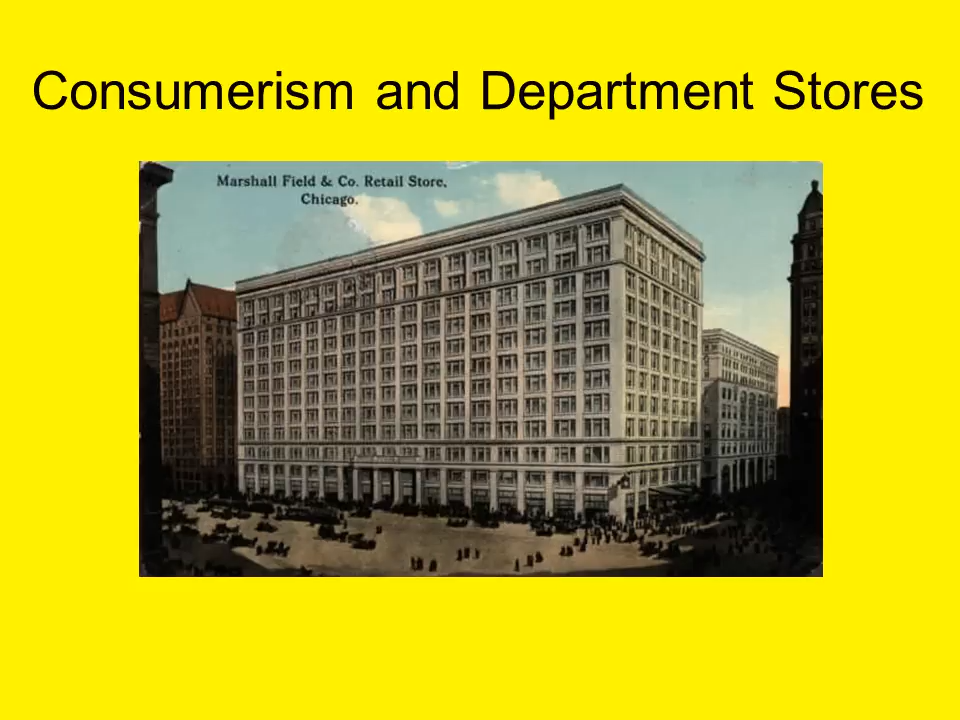 Consumerism and Department Stores
Marshall Field & Co. Retail Store,
Chicago.